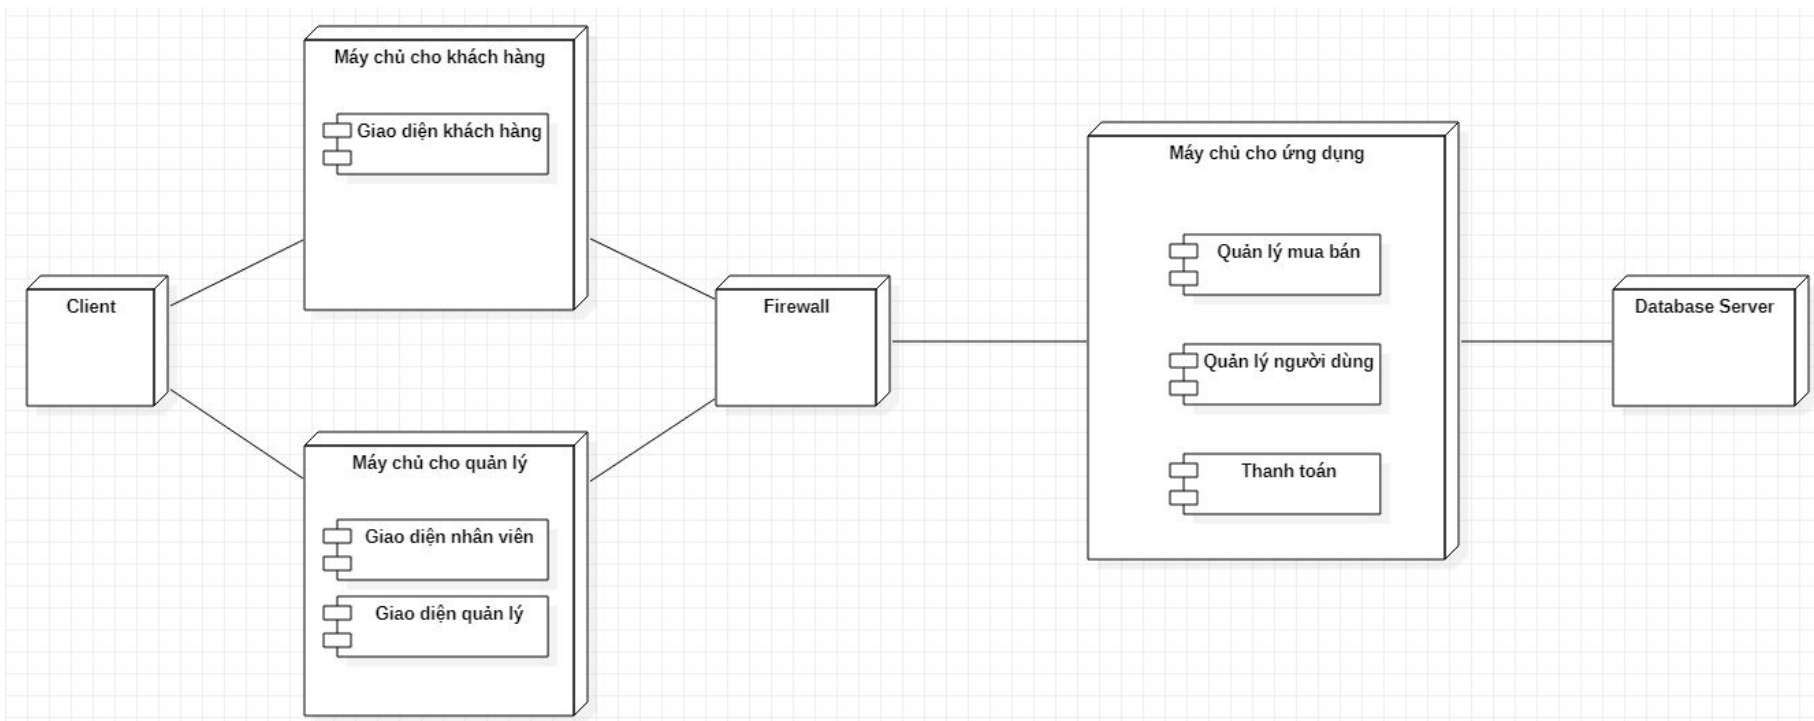 Máy chủ cho khách hàng
Giao diện khách hàng
Client
Máy chủ cho quản lý
Giao diện nhân viên
Giao diện quản lý
Firewall
Máy chủ cho ứng dụng
Quản lý mua bán
Quản lý người dùng
Thanh toán
Database Server